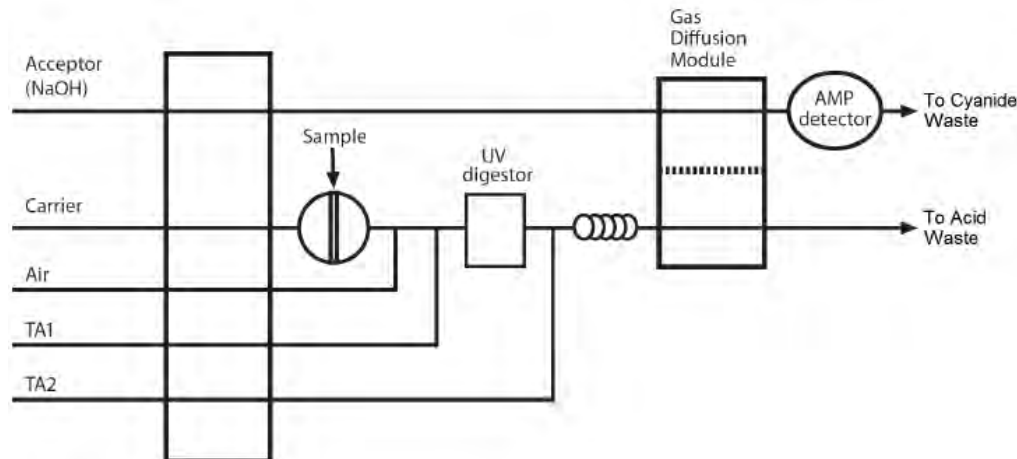 Gas
Diffusion
Module
Acceptor
(NaOH)
AMP
detector
To Cyanide
Waste
Sample
UV
digestor
Carrier
To Acid
Waste
Air
TA1
TA2